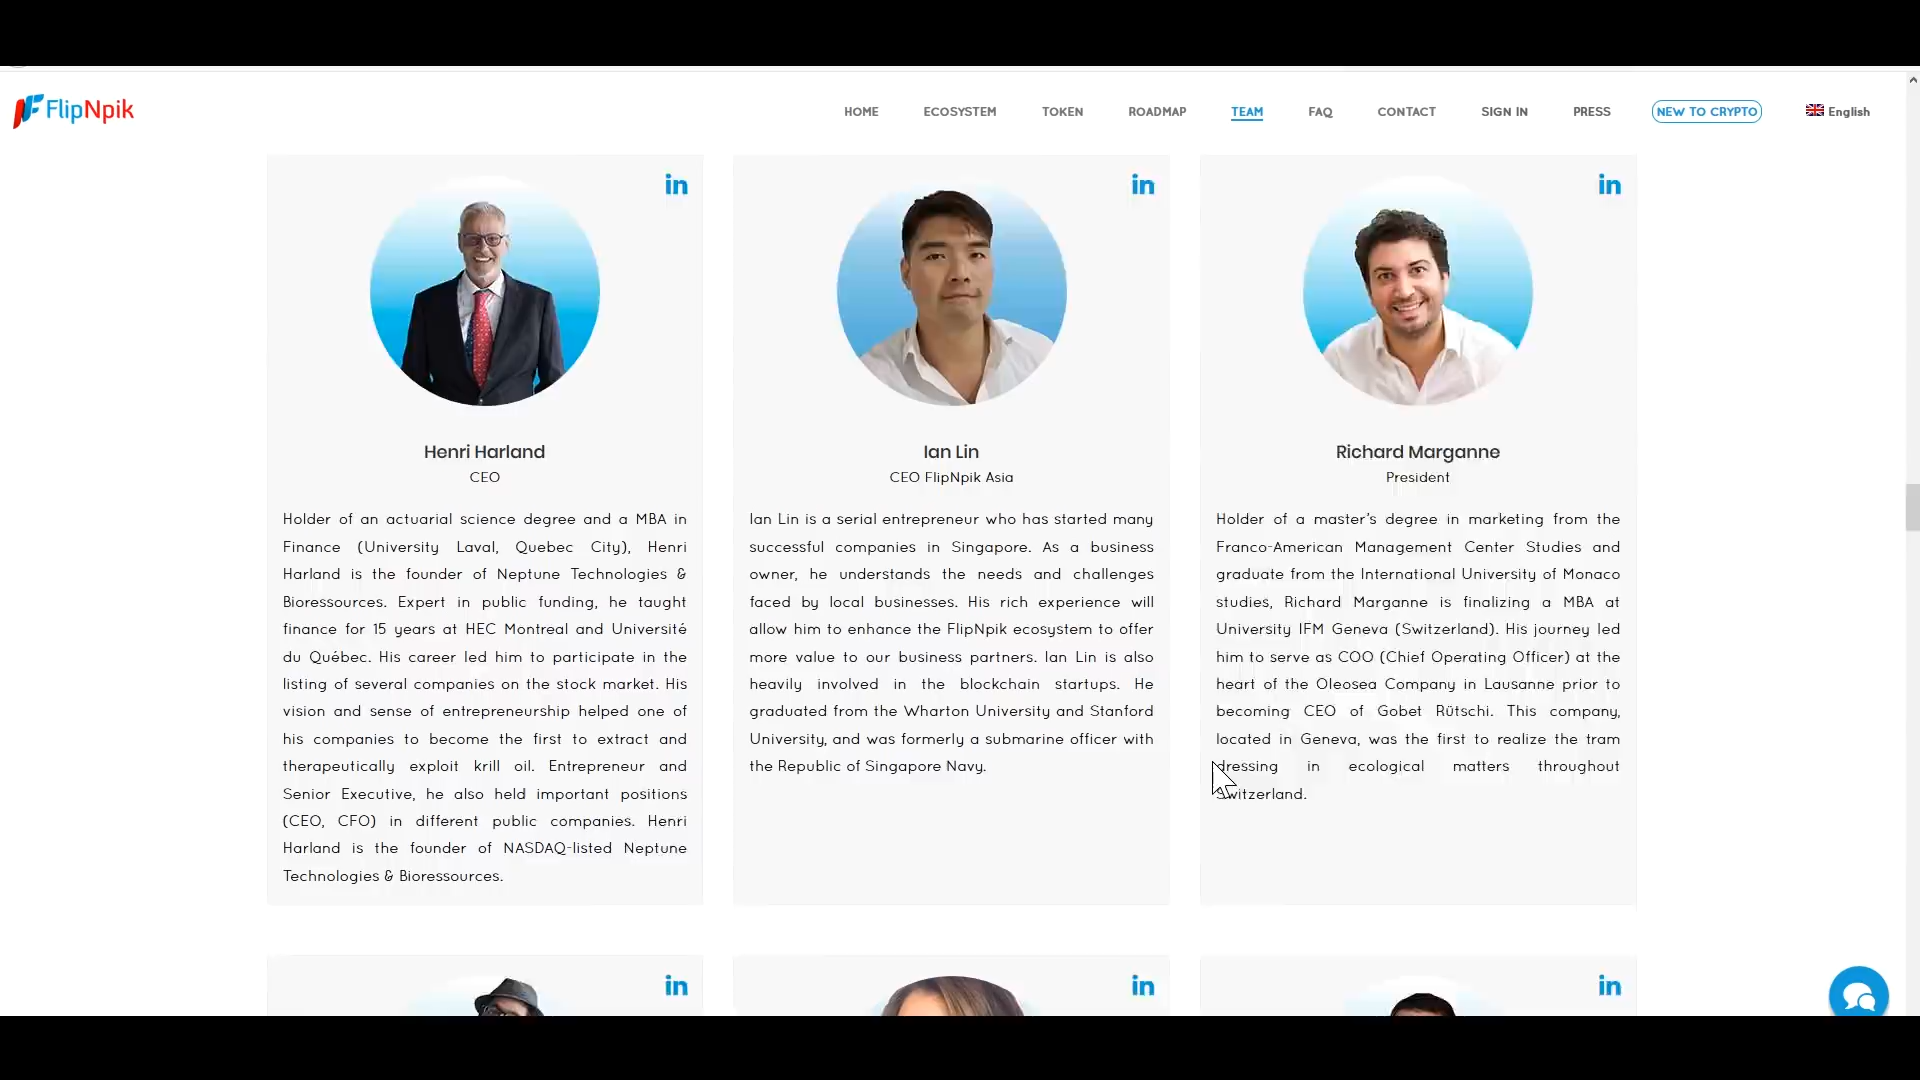 FlipNpik
HOME ECOSYSTEM TOKEN ROADMAP TEAM FAQ CONTACT SIGN IN PRESS NEW TO CRYPTO English
in
Henri Harland
CEO
Holder of an actuarial science degree and a MBA in
Finance (University Laval, Quebec City), Henri
Harland is the founder of Neptune Technologies &
Bioressources. Expert in public funding, he taught
finance for 15 years at HEC Montreal and Université
du Québec. His career led him to participate in the
listing of several companies on the stock market. His
vision and sense of entrepreneurship helped one of
his companies to become the first to extract and
therapeutically exploit krill oil. Entrepreneur and
Senior Executive, he also held important positions
(CEO, CFO) in different public companies. Henri
Harland is the founder of NASDAQ-listed Neptune
Technologies & Bioressources.
in
Ian Lin
CEO FlipNpik Asia
Ian Lin is a serial entrepreneur who has started many
successful companies in Singapore. As a business
owner, he understands the needs and challenges
faced by local businesses. His rich experience will
allow him to enhance the FlipNpik ecosystem to offer
more value to our business partners. Ian Lin is also
heavily involved in the blockchain startups. He
graduated from the Wharton University and Stanford
University, and was formerly a submarine officer with
the Republic of Singapore Navy.
in
Richard Marganne
President
Holder of a master's degree in marketing from the
Franco-American Management Center Studies and
graduate from the International University of Monaco
studies, Richard Marganne is finalizing a MBA at
University IFM Geneva (Switzerland). His journey led
him to serve as COO (Chief Operating Officer) at the
heart of the Oleosea Company in Lausanne prior to
becoming CEO of Gobet Rütschi. This company,
located in Geneva, was the first to realize the tram
dressing in ecological matters throughout
Switzerland.
in
in
in